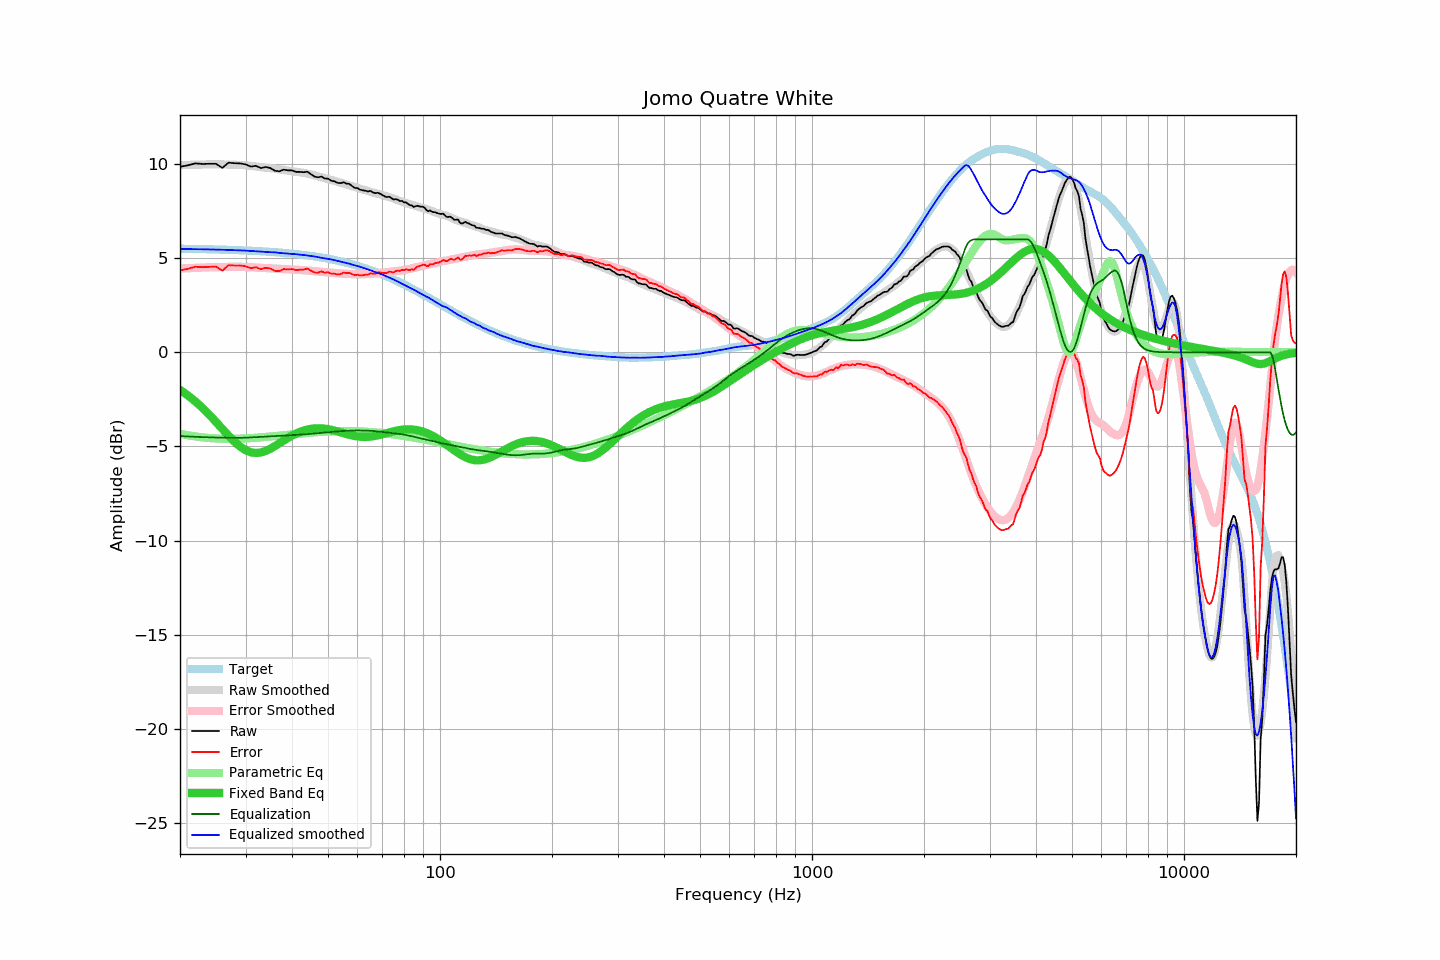 Jomo Quatre White
Amplitude (dBr)
10
5
0
−5
−10
−15
−20
−25
Target
Raw Smoothed
Error Smoothed
Raw
Error
Parametric Eq
Fixed Band Eq
Equalization
Equalized smoothed
100
1000
10000
Frequency (Hz)